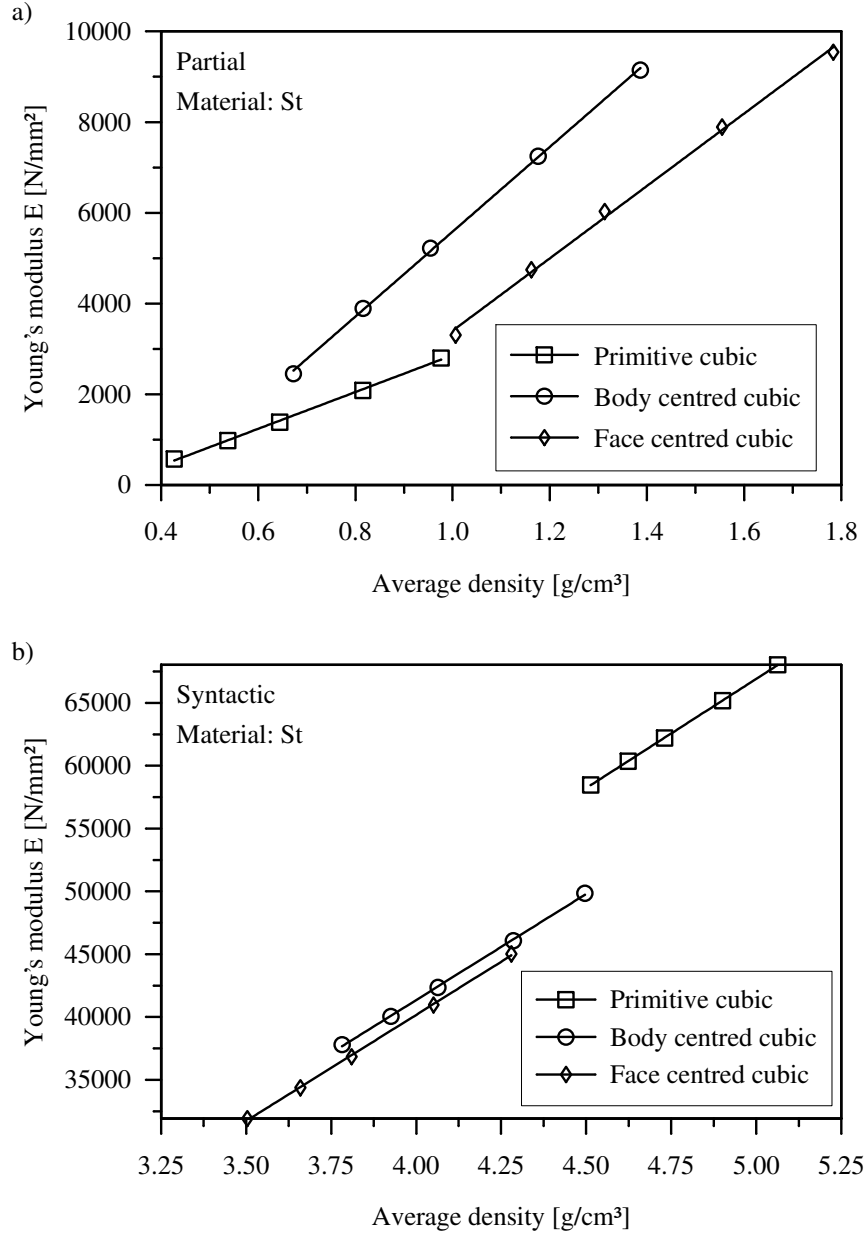 a)
10000
8000
6000
4000
2000
0
Young's modulus E [N/mm²]
Partial
Material: St
Primitive cubic
Body centred cubic
Face centred cubic
0.4 0.6 0.8 1.0 1.2 1.4 1.6 1.8
Average density [g/cm³]
b)
65000
60000
55000
50000
45000
40000
35000
Young's modulus E [N/mm²]
Syntactic
Material: St
Primitive cubic
Body centred cubic
Face centred cubic
3.25 3.50 3.75 4.00 4.25 4.50 4.75 5.00 5.25
Average density [g/cm³]